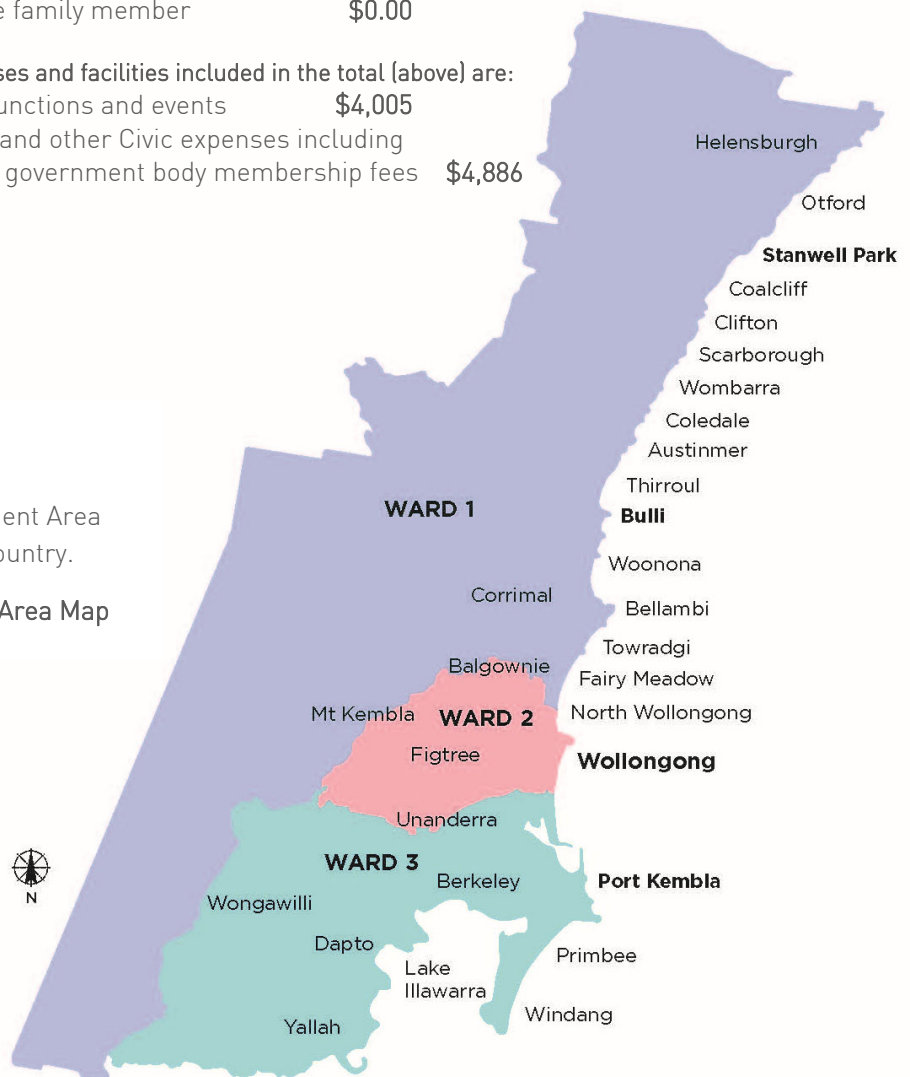 e family member $0.00
ses and facilities included in the total (above) are:
unctions and events $4,005
and other Civic expenses including
government body membership fees $4,886
Helensburgh
Otford
Stanwell Park
Coalcliff
Clifton
Scarborough
Wombarra
Coledale
Austinmer
Thirroul
WARD 1
Bulli
ent Area
ountry.
Woonona
Corrimal
Area Map
Bellambi
Towradgi
Balgownie
Fairy Meadow
Mt Kembla
WARD 2
North Wollongong
Figtree
Wollongong
Unanderra
WARD 3
Berkeley
Port Kembla
N
Wongawilli
Dapto
Primbee
Lake
Illawarra
Windang
Yallah